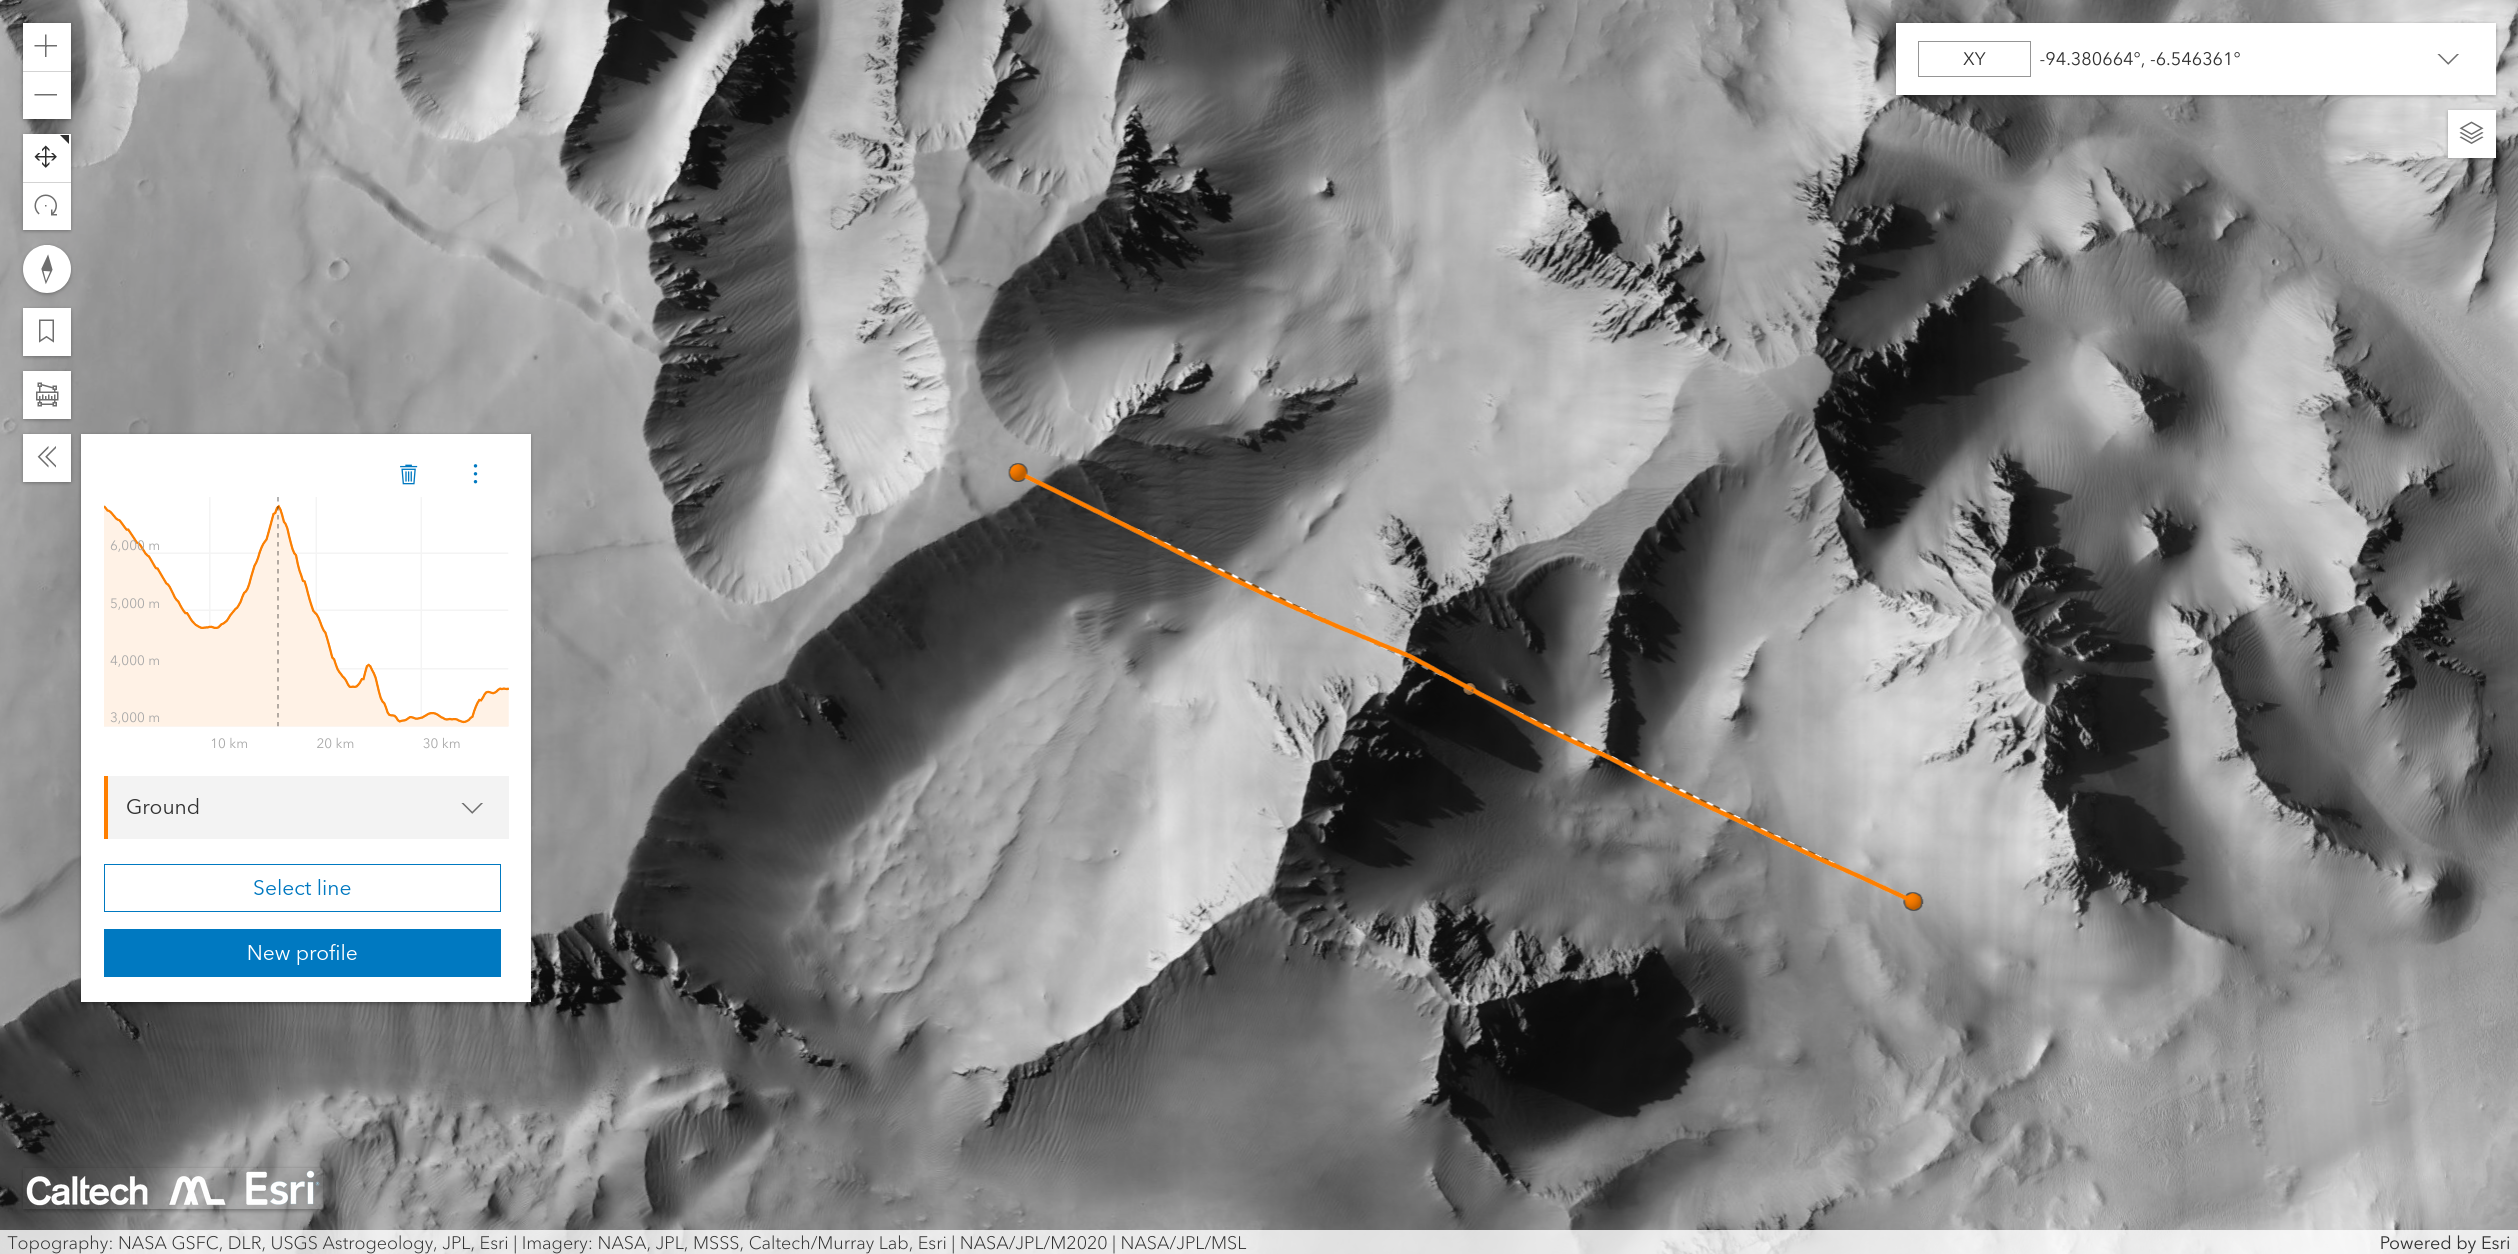 XY -94.380664°, -6.546361°
6,000 m
5,000 m
4,000 m
3,000 m
10 km 20 km 30 km
Ground
Select line
New profile
Caltech Esri
Topography: NASA GSFC, DLR, USGS Astrogeology, JPL, Esri | Imagery: NASA, JPL, MSSS, Caltech/Murray Lab, Esri | NASA/JPL/M2020 | NASA/JPL/MSL Powered by Esri